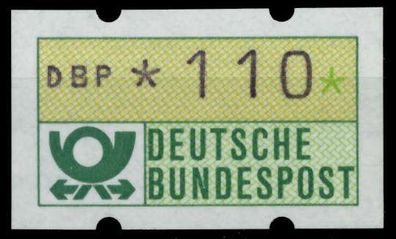 DBP *110*
DEUTSCHE
BUNDESPOST